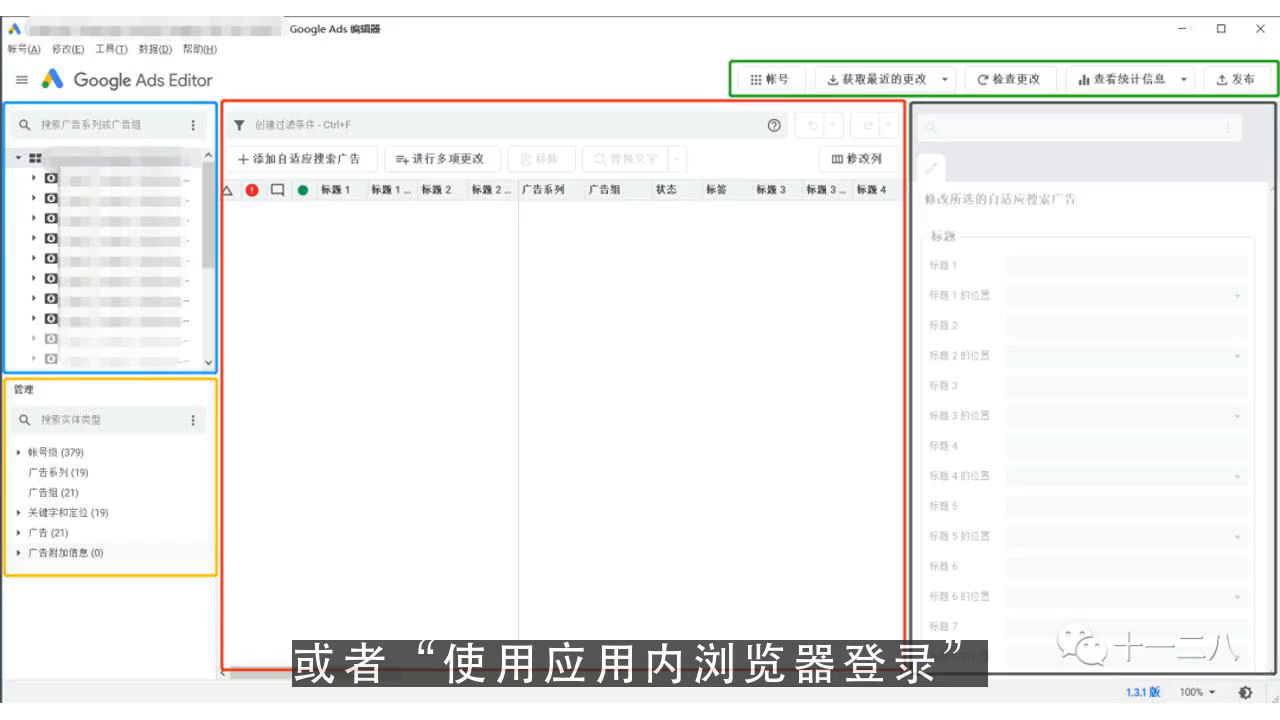 Google Ads 编辑器
帐号(A) 修改(E) 工具(T) 数据(D) 帮助(H)
Google Ads Editor
帐号 获取最近的更改 检查更改 查看统计信息 发布
搜索广告系列或广告组
创建过滤条件 - Ctrl+F
添加自适应搜索广告 进行多项更改 移除 替换文字 修改列
标题 1 标题 1 ... 标题 2 标题 2 ... 广告系列 广告组 状态 标签 标题 3 标题 3 ... 标题 4
管理
搜索实体类型
帐号级 (379)
广告系列 (19)
广告组 (21)
关键字和定位 (19)
广告 (21)
广告附加信息 (0)
修改所选的自适应搜索广告
标题
标题 1
标题 1 的位置
标题 2
标题 2 的位置
标题 3
标题 3 的位置
标题 4
标题 4 的位置
标题 5
标题 5 的位置
标题 6
标题 6 的位置
标题 7
十一二八
或者“使用应用内浏览器登录”
1.3.1 版 100%